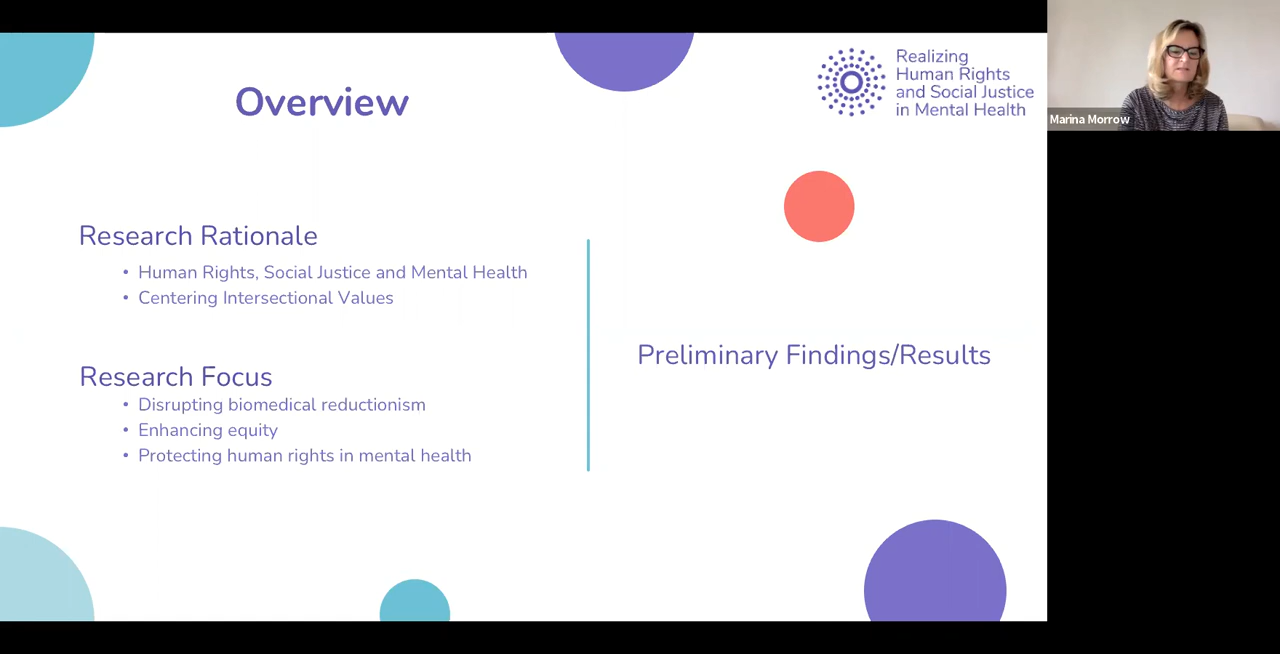 Overview
Realizing
Human Rights
and Social Justice
in Mental Health
Marina Morrow
Research Rationale
• Human Rights, Social Justice and Mental Health
• Centering Intersectional Values
Research Focus
• Disrupting biomedical reductionism
• Enhancing equity
• Protecting human rights in mental health
Preliminary Findings/Results